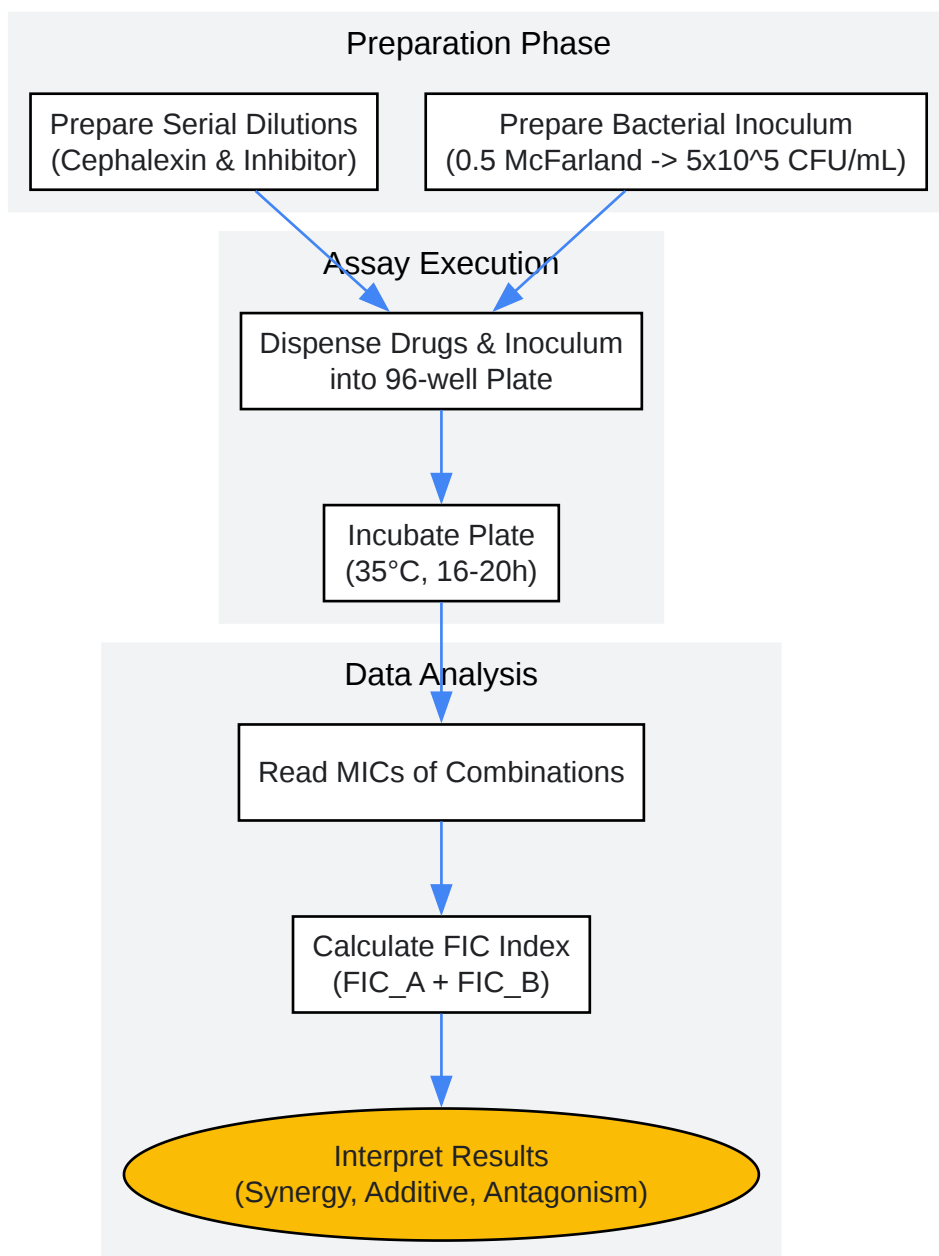 Preparation Phase
Prepare Serial Dilutions
(Cephalexin & Inhibitor)
Prepare Bacterial Inoculum
(0.5 McFarland -> 5x10^5 CFU/mL)
Assay Execution
Dispense Drugs & Inoculum
into 96-well Plate
Incubate Plate
(35°C, 16-20h)
Data Analysis
Read MICs of Combinations
Calculate FIC Index
(FIC_A + FIC_B)
Interpret Results
(Synergy, Additive, Antagonism)